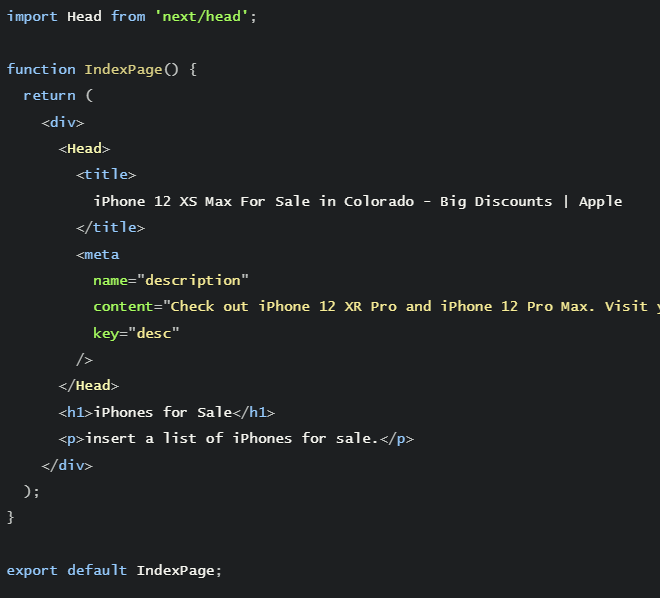 import Head from 'next/head';

function IndexPage() {
  return (
    <div>
      <Head>
        <title>
          iPhone 12 XS Max For Sale in Colorado - Big Discounts | Apple
        </title>
        <meta
          name="description"
          content="Check out iPhone 12 XR Pro and iPhone 12 Pro Max. Visit
          key="desc"
        />
      </Head>
      <h1>iPhones for Sale</h1>
      <p>insert a list of iPhones for sale.</p>
    </div>
  );
}

export default IndexPage;